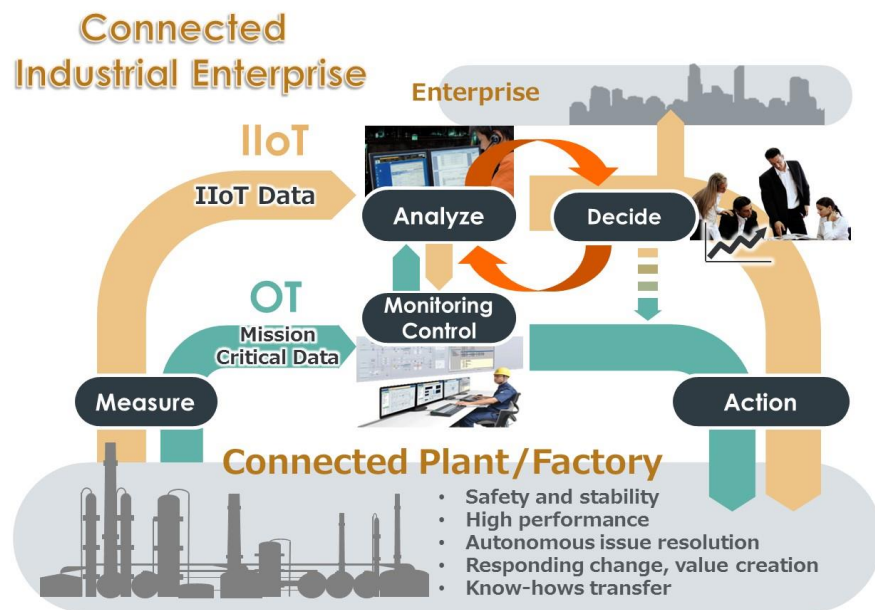 Connected
Industrial Enterprise
Enterprise
IIoT
IIoT Data
Analyze
Decide
OT
Mission
Critical Data
Monitoring
Control
Measure
Action
Connected Plant/Factory
• Safety and stability
• High performance
• Autonomous issue resolution
• Responding change, value creation
• Know-hows transfer